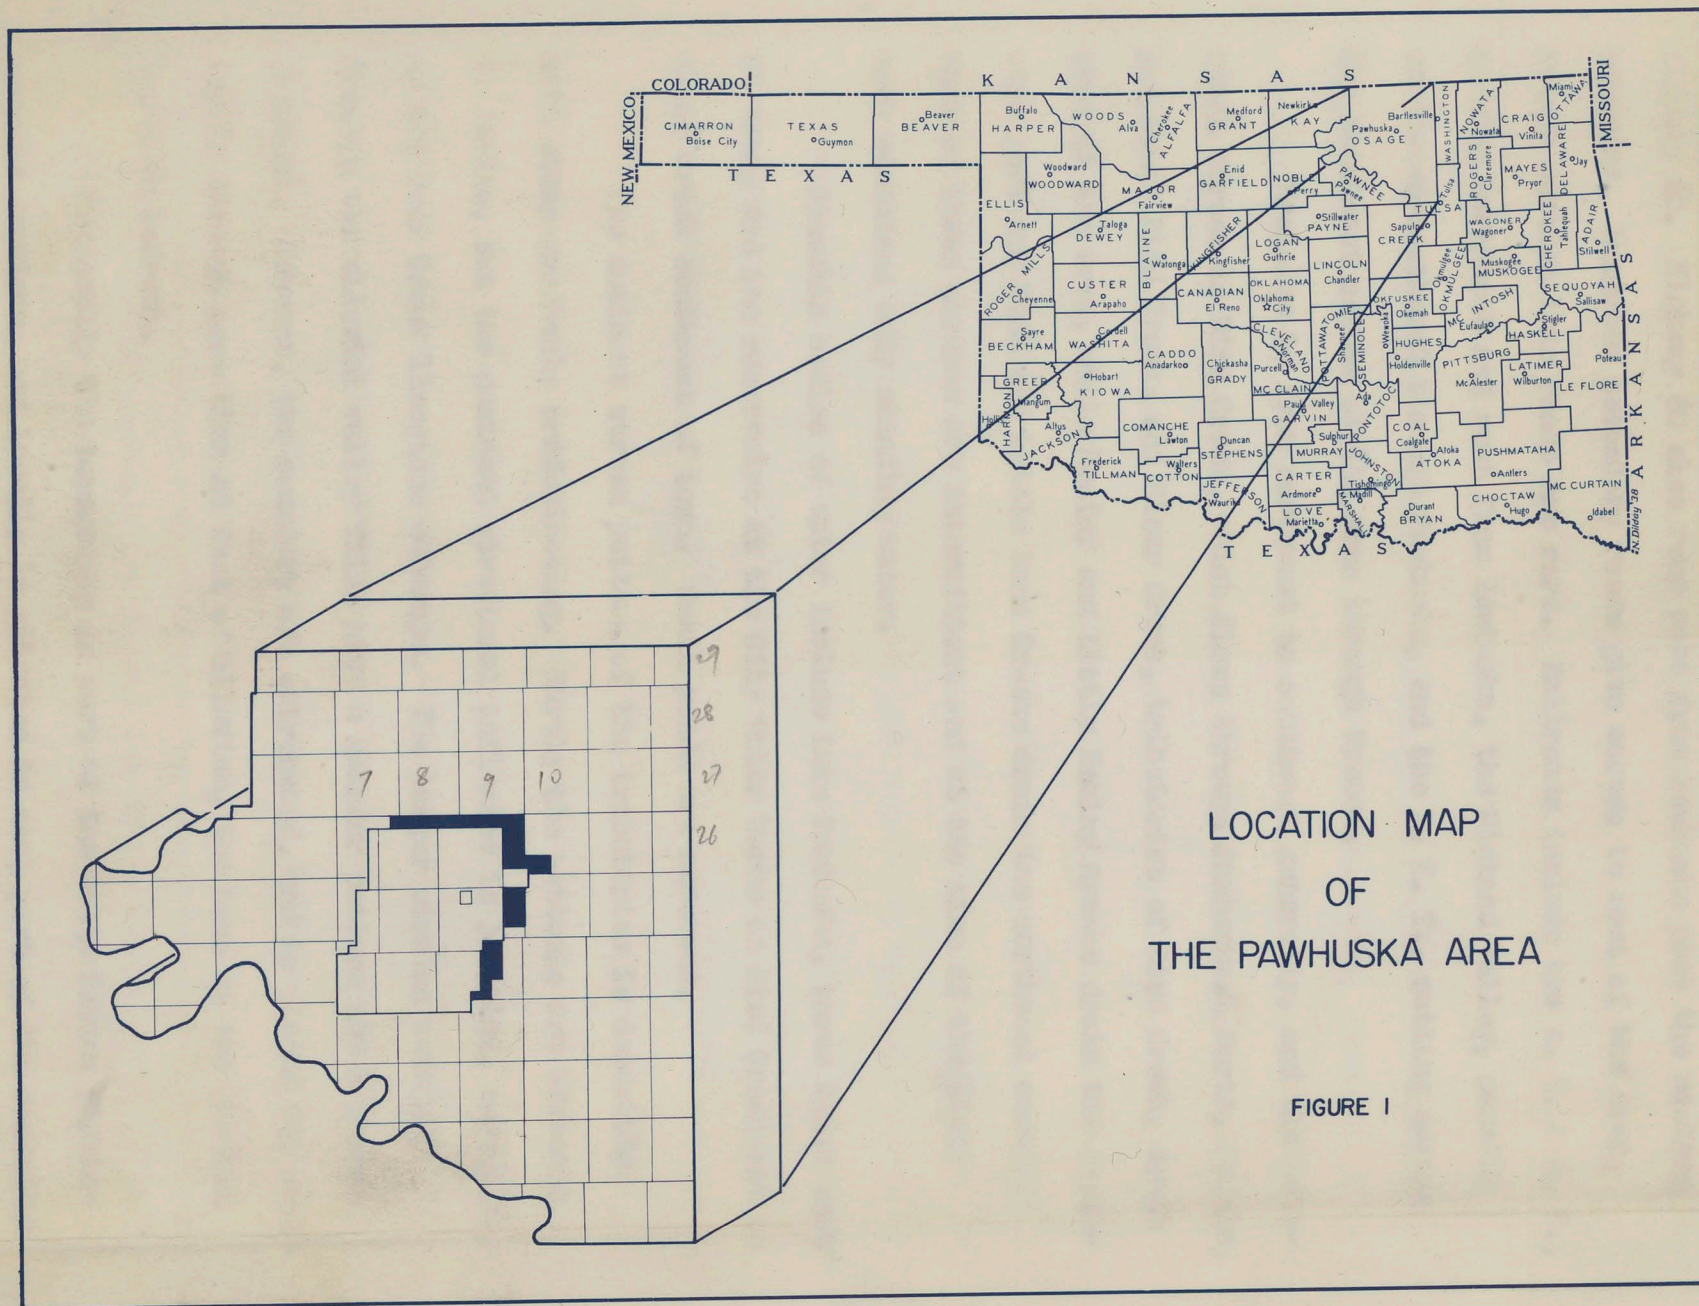 COLORADO
K A N S A S
NEW MEXICO
MISSOURI
T E X A S
A R K A N S A S
T E X A S
CIMARRON
Boise City
TEXAS
Guymon
Beaver
BEAVER
Buffalo
HARPER
WOODS
Alva
Cherokee
ALFALFA
Medford
GRANT
Newkirk
KAY
Pawhuska
OSAGE
Bartlesville
WASHINGTON
NOWATA
Nowata
CRAIG
Vinita
Miami
OTTAWA
Woodward
WOODWARD
MAJOR
Fairview
Enid
GARFIELD
NOBLE
Perry
PAWNEE
Pawnee
ROGERS
Claremore
MAYES
Pryor
DELAWARE
Jay
ELLIS
Arnett
Taloga
DEWEY
BLAINE
Watonga
KINGFISHER
Kingfisher
LOGAN
Guthrie
Stillwater
PAYNE
Sapulpa
CREEK
Tulsa
TULSA
WAGONER
Wagoner
CHEROKEE
Tahlequah
ADAIR
Stilwell
ROGER MILLS
Cheyenne
CUSTER
Arapaho
CANADIAN
El Reno
OKLAHOMA
Oklahoma
City
LINCOLN
Chandler
OKFUSKEE
Okemah
Okmulgee
OKMULGEE
Muskogee
MUSKOGEE
MC INTOSH
Eufaula
SEQUOYAH
Sallisaw
Sayre
BECKHAM
Cordell
WASHITA
CADDO
Anadarko
Chickasha
GRADY
CLEVELAND
Norman
Purcell
MC CLAIN
POTTAWATOMIE
Shawnee
SEMINOLE
Wewoka
HUGHES
Holdenville
PITTSBURG
McAlester
Stigler
HASKELL
LATIMER
Wilburton
Poteau
LE FLORE
GREER
Mangum
Hobart
KIOWA
Hollis
HARMON
Altus
JACKSON
COMANCHE
Lawton
Duncan
STEPHENS
Pauls Valley
GARVIN
Ada
PONTOTOC
COAL
Coalgate
Atoka
ATOKA
PUSHMATAHA
Antlers
MC CURTAIN
Idabel
Frederick
TILLMAN
Walters
COTTON
JEFFERSON
Waurika
Sulphur
MURRAY
CARTER
Ardmore
JOHNSTON
Tishomingo
LOVE
Marietta
Madill
MARSHALL
Durant
BRYAN
CHOCTAW
Hugo
N. Dilday '38
29
28
27
26
7 8 9 10
LOCATION MAP
OF
THE PAWHUSKA AREA
FIGURE I